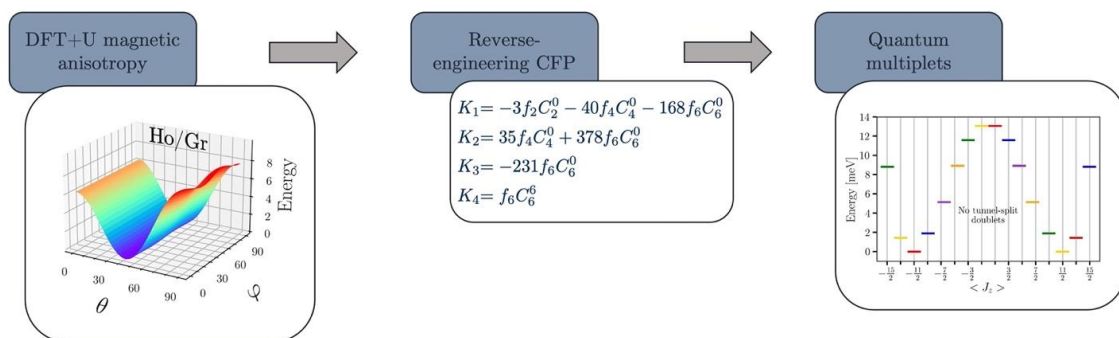 DFT+U magnetic
anisotropy
Reverse-
engineering CFP
Quantum
multiplets
Ho/Gr
Energy
8
6
4
2
0
0
30
60
90
θ
0
30
60
90
φ
K₁= −3f₂C₂⁰ − 40f₄C₄⁰ − 168f₆C₆⁰
K₂= 35f₄C₄⁰ + 378f₆C₆⁰
K₃= −231f₆C₆⁰
K₄= f₆C₆⁶
Energy [meV]
14
12
10
8
6
4
2
0
No tunnel-split
doublets
−15/2 −11/2 −7/2 −3/2 3/2 7/2 11/2 15/2
< J_z >